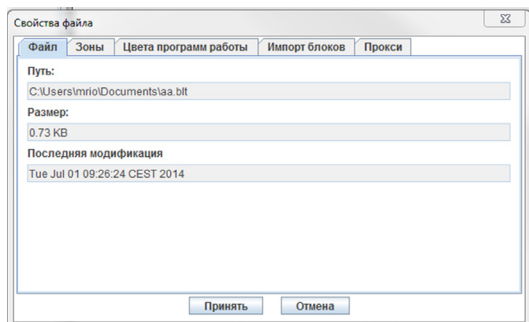 Свойства файла
Файл Зоны Цвета программ работы Импорт блоков Прокси
Путь:
C:\Users\mrio\Documents\aa.blt
Размер:
0.73 KB
Последняя модификация
Tue Jul 01 09:26:24 CEST 2014
Принять Отмена